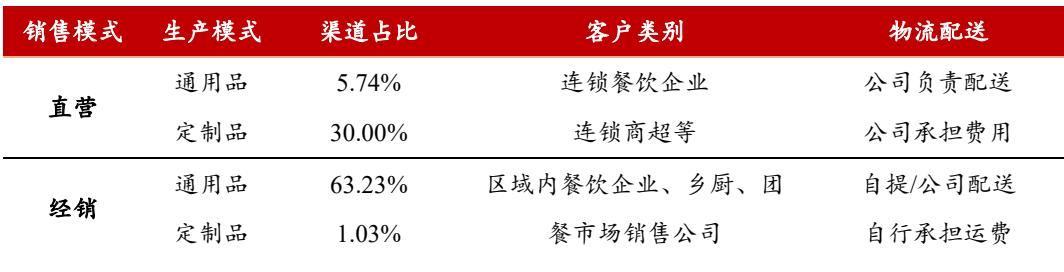 销售模式 生产模式 渠道占比 客户类别 物流配送
直营 通用品 5.74% 连锁餐饮企业 公司负责配送
定制品 30.00% 连锁商超等 公司承担费用
经销 通用品 63.23% 区域内餐饮企业、乡厨、团 自提/公司配送
定制品 1.03% 餐市场销售公司 自行承担运费